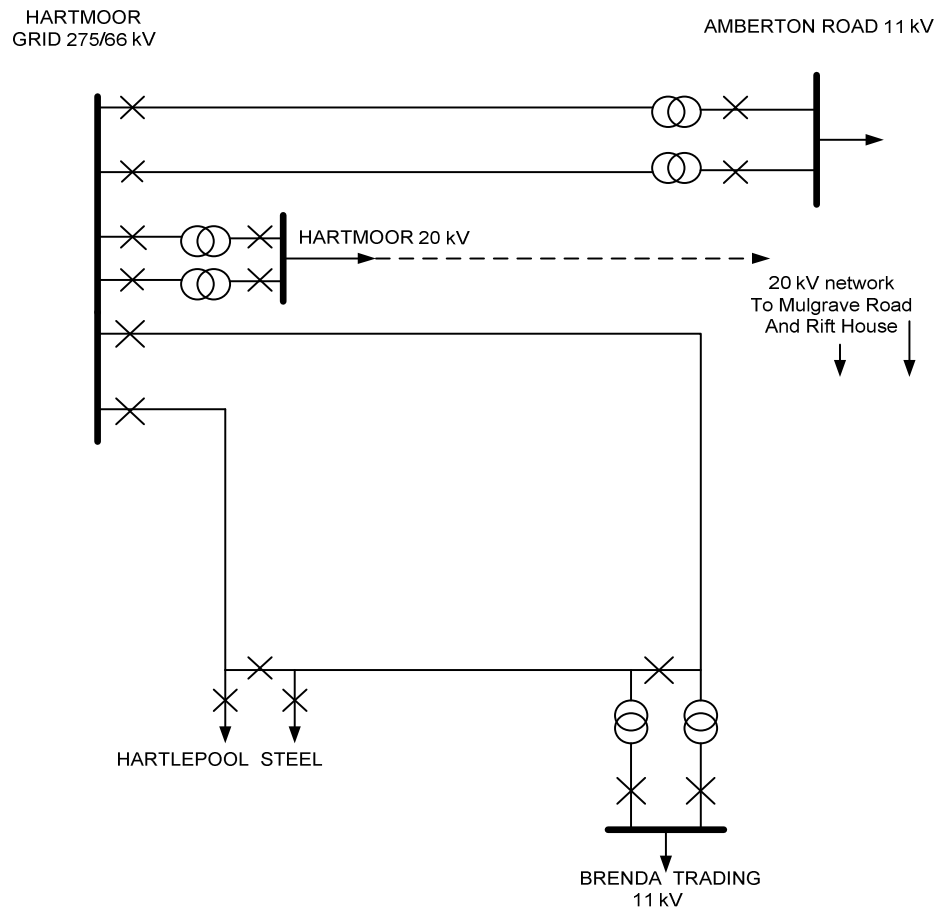 HARTMOOR
GRID 275/66 kV
AMBERTON ROAD 11 kV
HARTMOOR 20 kV
20 kV network
To Mulgrave Road
And Rift House
HARTLEPOOL STEEL
BRENDA TRADING
11 kV